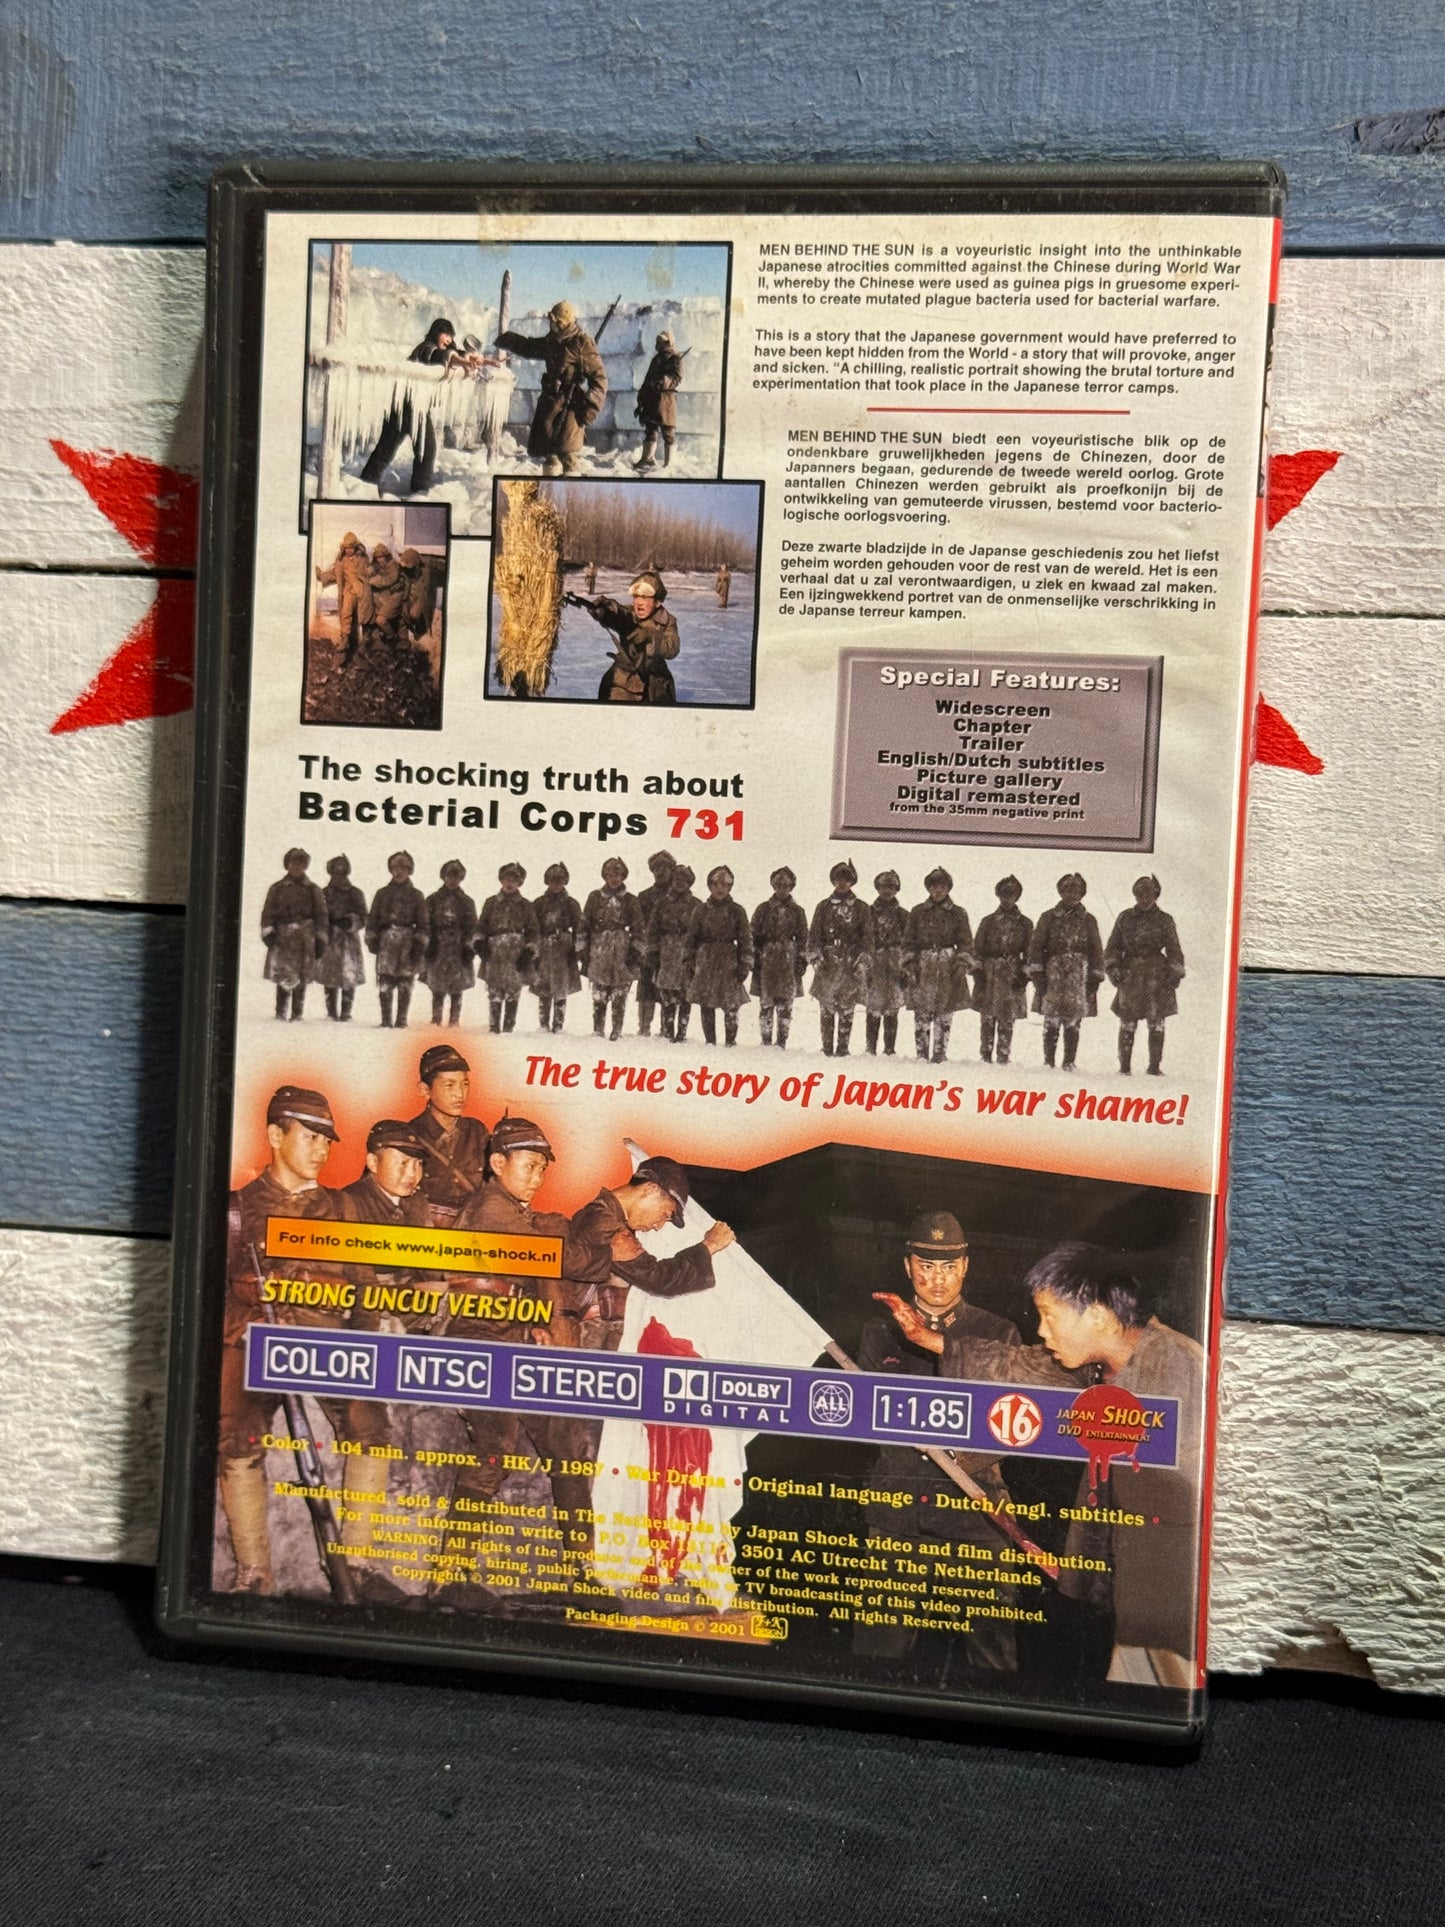 MEN BEHIND THE SUN is a voyeuristic insight into the unthinkable
Japanese atrocities committed against the Chinese during World War
II, whereby the Chinese were used as guinea pigs in gruesome experi-
ments to create mutated plague bacteria used for bacterial warfare.
This is a story that the Japanese government would have preferred to
have been kept hidden from the World - a story that will provoke, anger
and sicken. "A chilling, realistic portrait showing the brutal torture and
experimentation that took place in the Japanese terror camps.
MEN BEHIND THE SUN biedt een voyeuristische blik op de
ondenkbare gruwelijkheden jegens de Chinezen, door de
Japanners begaan, gedurende de tweede wereld oorlog. Grote
aantallen Chinezen werden gebruikt als proefkonijn bij de
ontwikkeling van gemuteerde virussen, bestemd voor bacterio-
logische oorlogsvoering.
Deze zwarte bladzijde in de Japanse geschiedenis zou het liefst
geheim worden gehouden voor de rest van de wereld. Het is een
verhaal dat u zal verontwaardigen, u ziek en kwaad zal maken.
Een ijzingwekkend portret van de onmenselijke verschrikking in
de Japanse terreur kampen.
Special Features:
Widescreen
Chapter
Trailer
English/Dutch subtitles
Picture gallery
Digital remastered
from the 35mm negative print
The shocking truth about
Bacterial Corps 731
The true story of Japan's war shame!
For info check www.japan-shock.nl
STRONG UNCUT VERSION
COLOR NTSC STEREO DOLBY DIGITAL ALL 1:1,85 16 JAPAN SHOCK
DVD ENTERTAINMENT
• Color • 104 min. approx. • HK/J 1987 • War Drama • Original language • Dutch/engl. subtitles •
Manufactured, sold & distributed in The Netherlands by Japan Shock video and film distribution.
For more information write to P.O. Box 3501 AC Utrecht The Netherlands
WARNING: All rights of the producer and of the owner of the work reproduced reserved.
Unauthorised copying, hiring, public performance, radio or TV broadcasting of this video prohibited.
Copyrights © 2001 Japan Shock video and film distribution. All rights Reserved.
Packaging Design © 2001 DESIGN